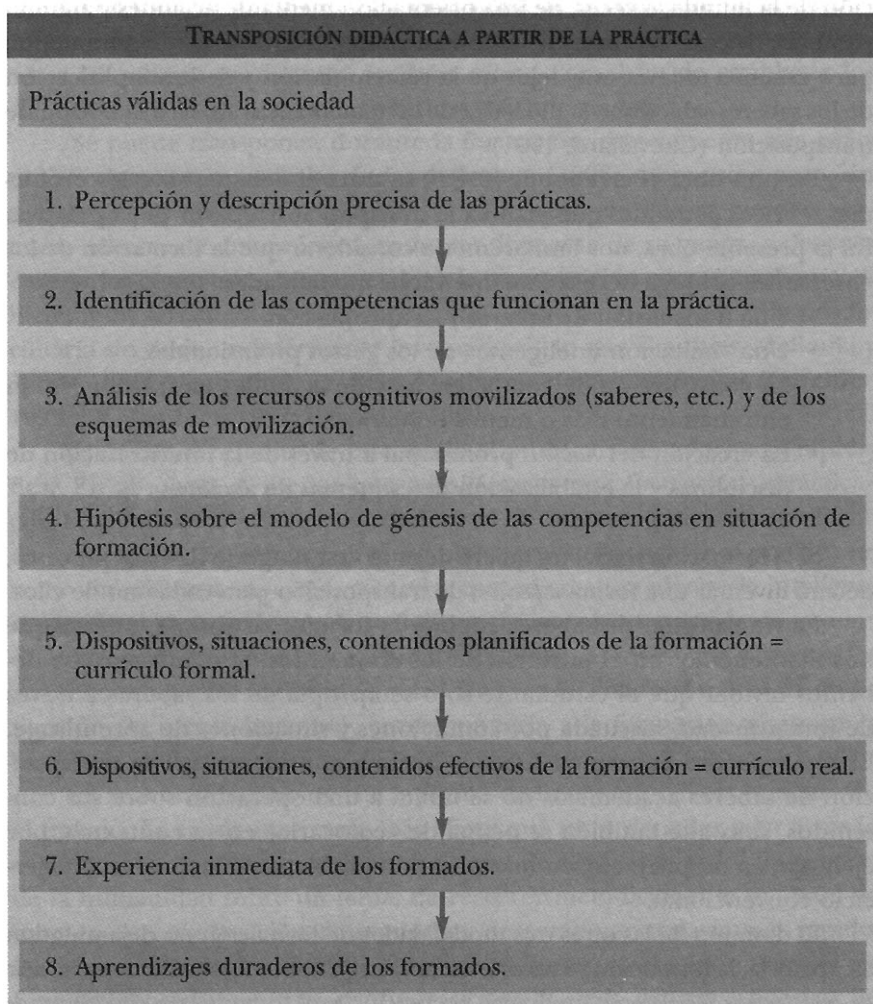 TRANSPOSICIÓN DIDÁCTICA A PARTIR DE LA PRÁCTICA
Prácticas válidas en la sociedad
1. Percepción y descripción precisa de las prácticas.
2. Identificación de las competencias que funcionan en la práctica.
3. Análisis de los recursos cognitivos movilizados (saberes, etc.) y de los
esquemas de movilización.
4. Hipótesis sobre el modelo de génesis de las competencias en situación de
formación.
5. Dispositivos, situaciones, contenidos planificados de la formación =
currículo formal.
6. Dispositivos, situaciones, contenidos efectivos de la formación = currículo real.
7. Experiencia inmediata de los formados.
8. Aprendizajes duraderos de los formados.